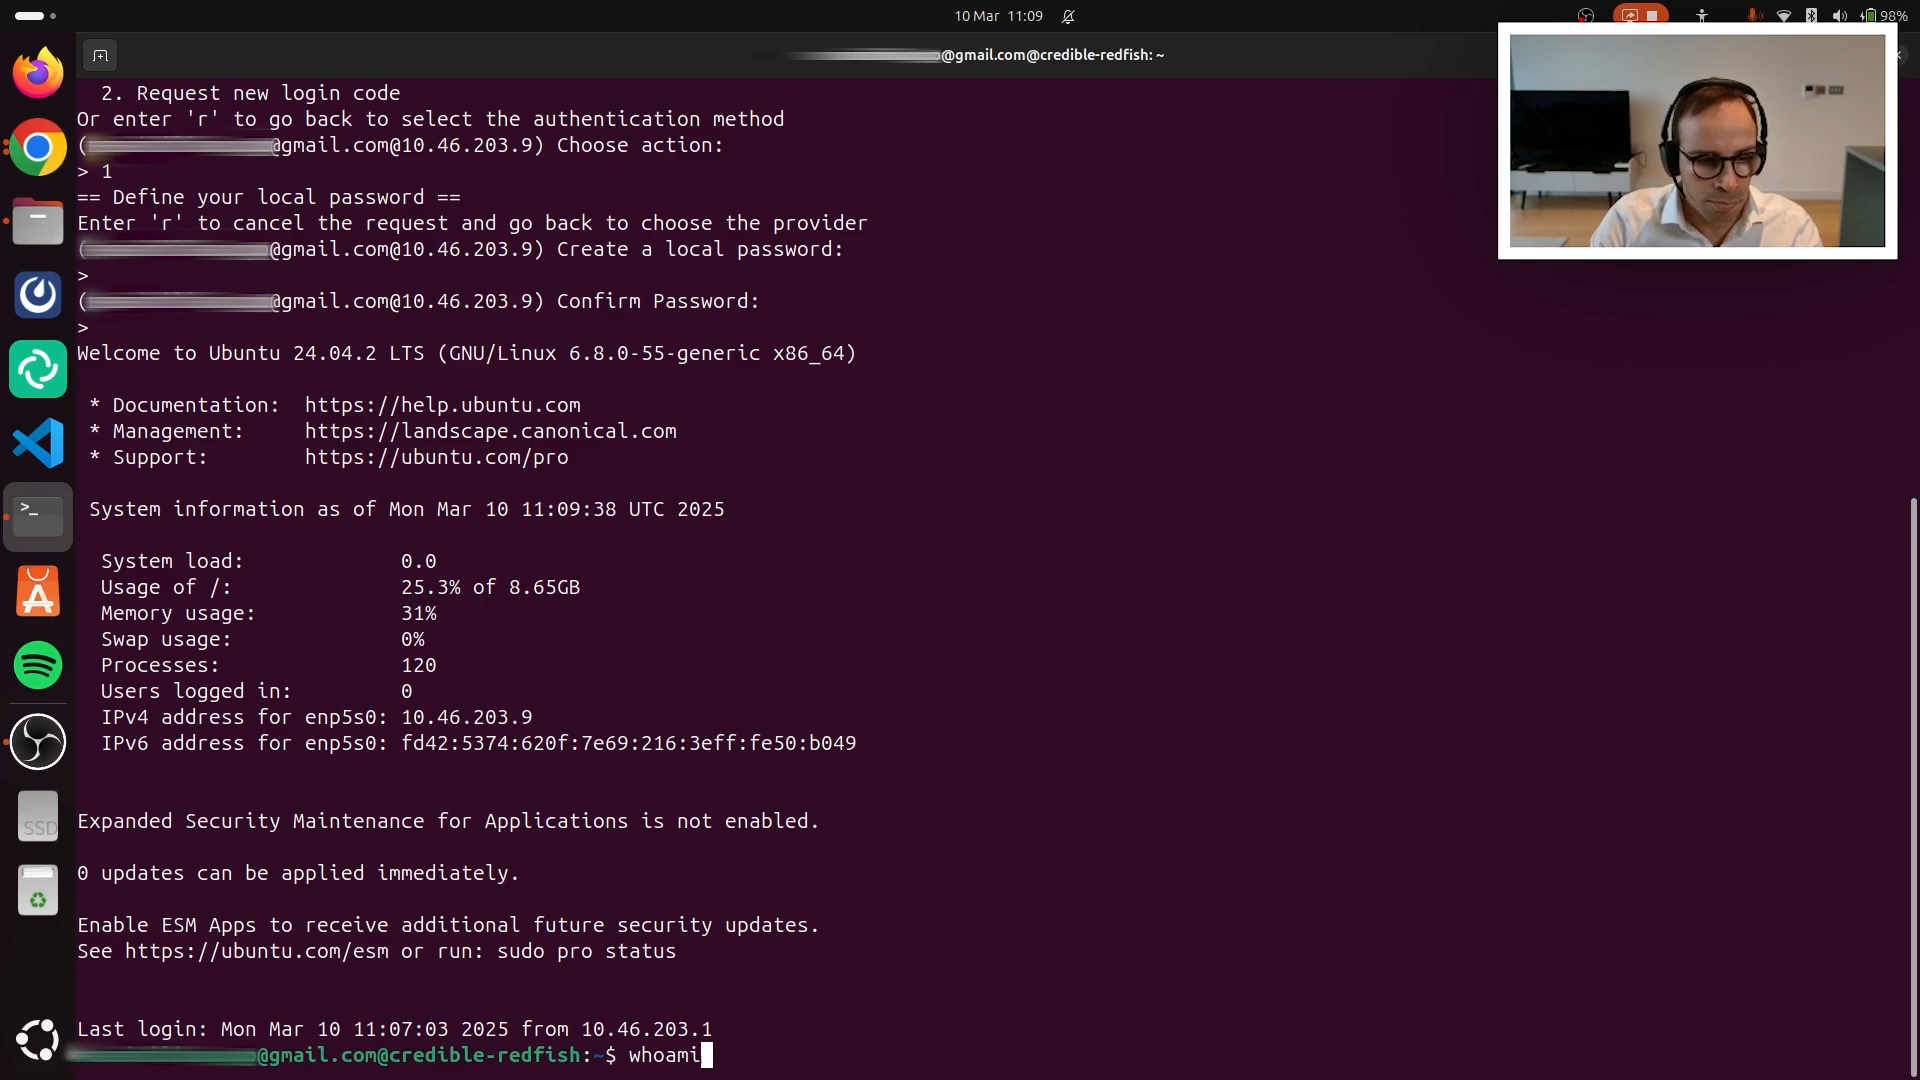 10 Mar 11:09
98%
@gmail.com@credible-redfish: ~
2. Request new login code
Or enter 'r' to go back to select the authentication method
( @gmail.com@10.46.203.9) Choose action:
> 1
== Define your local password ==
Enter 'r' to cancel the request and go back to choose the provider
( @gmail.com@10.46.203.9) Create a local password:
>
( @gmail.com@10.46.203.9) Confirm Password:
>
Welcome to Ubuntu 24.04.2 LTS (GNU/Linux 6.8.0-55-generic x86_64)
* Documentation: https://help.ubuntu.com
* Management: https://landscape.canonical.com
* Support: https://ubuntu.com/pro
System information as of Mon Mar 10 11:09:38 UTC 2025
System load: 0.0
Usage of /: 25.3% of 8.65GB
Memory usage: 31%
Swap usage: 0%
Processes: 120
Users logged in: 0
IPv4 address for enp5s0: 10.46.203.9
IPv6 address for enp5s0: fd42:5374:620f:7e69:216:3eff:fe50:b049
Expanded Security Maintenance for Applications is not enabled.
0 updates can be applied immediately.
Enable ESM Apps to receive additional future security updates.
See https://ubuntu.com/esm or run: sudo pro status
Last login: Mon Mar 10 11:07:03 2025 from 10.46.203.1
@gmail.com@credible-redfish:~$ whoami
SSD